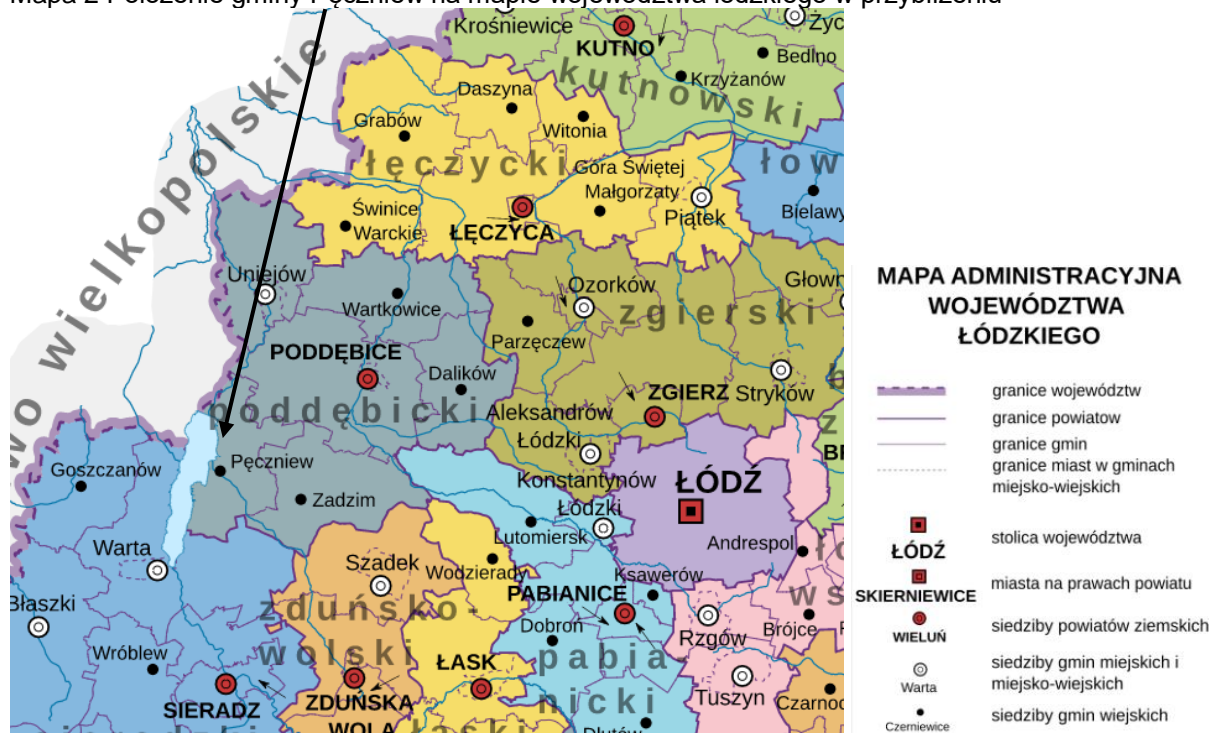 Mapa 2 Położenie gminy Pęczniew na mapie województwa łódzkiego w przybliżeniu
Krośniewice
KUTNO
Bedlno
Krzyżanów
kutnowski
wielkopolskie
Daszyna
Grabów
Witonia
łęczycki
Góra Świętej
Małgorzaty
Piątek
Bielawy
Świnice
Warckie
ŁĘCZYCA
Uniejów
Wartkowice
Ozorków
zgierski
Parzęczew
PODDĘBICE
Dalików
ZGIERZ
Stryków
poddębicki
Aleksandrów
Łódzki
Pęczniew
Goszczanów
Zadzim
Konstantynów
Łódzki
ŁÓDŹ
Lutomiersk
Andrespol
Warta
Szadek
Wodzierady
Ksawerów
PABIANICE
Błaszki
zduńsko-
wolski
Dobroń
Rzgów
Brójce
Wróblew
ŁASK
pabia-
nicki
Tuszyn
SIERADZ
ZDUŃSKA
WOLA
MAPA ADMINISTRACYJNA
WOJEWÓDZTWA
ŁÓDZKIEGO
granice województw
granice powiatow
granice gmin
granice miast w gminach
miejsko-wiejskich
ŁÓDŹ
stolica województwa
SKIERNIEWICE
miasta na prawach powiatu
WIELUŃ
siedziby powiatów ziemskich
Warta
siedziby gmin miejskich i
miejsko-wiejskich
Czerniewice
siedziby gmin wiejskich